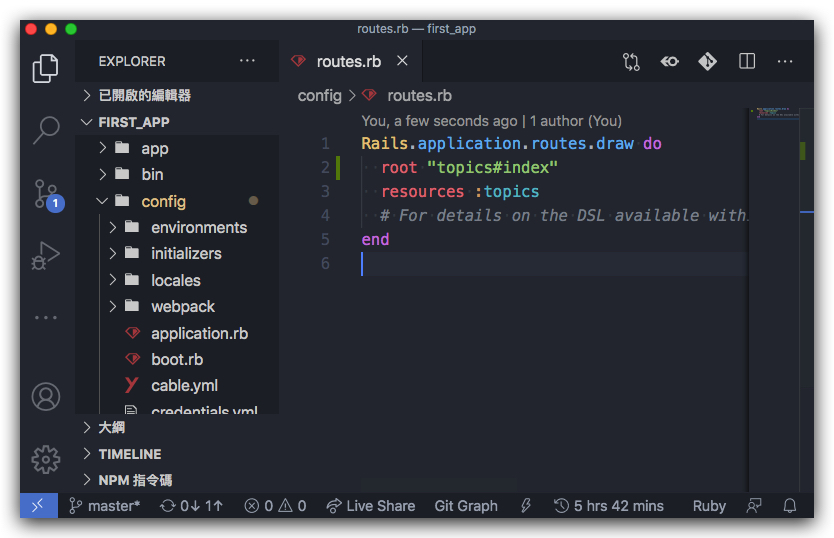 routes.rb — first_app
EXPLORER
已開啟的編輯器
FIRST_APP
app
bin
config
environments
initializers
locales
webpack
application.rb
boot.rb
cable.yml
credentials.yml
大綱
TIMELINE
NPM 指令碼
1
routes.rb
config > routes.rb
You, a few seconds ago | 1 author (You)
1 Rails.application.routes.draw do
2 root "topics#index"
3 resources :topics
4 # For details on the DSL available with
5 end
6
master* 0↓ 1↑ 0 0 Live Share Git Graph 5 hrs 42 mins Ruby